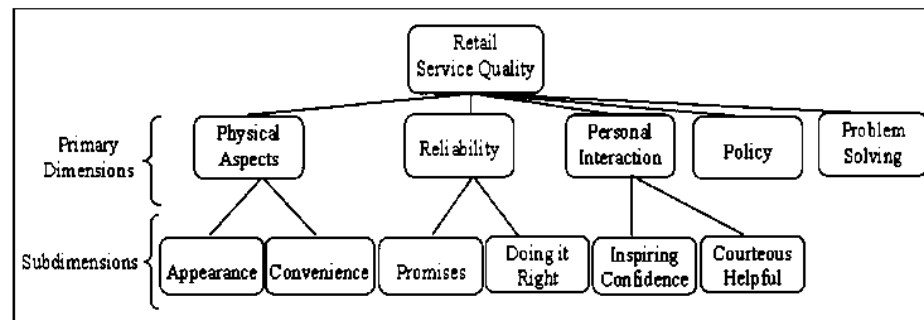 Retail
Service Quality
Primary
Dimensions
Physical
Aspects
Reliability
Personal
Interaction
Policy
Problem
Solving
Subdimensions
Appearance
Convenience
Promises
Doing it
Right
Inspiring
Confidence
Courteous
Helpful